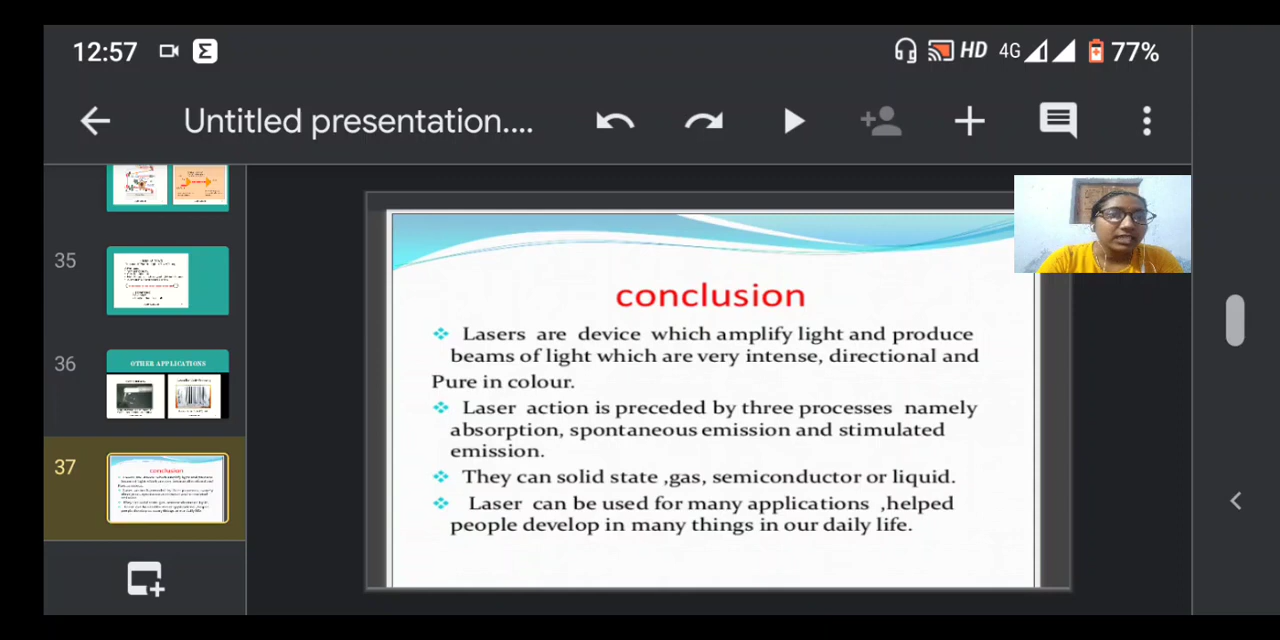 12:57 Σ HD 4G 77%
Untitled presentation....
35
36
OTHER APPLICATIONS
37
conclusion
conclusion
Lasers are device which amplify light and produce
beams of light which are very intense, directional and
Pure in colour.
Laser action is preceded by three processes namely
absorption, spontaneous emission and stimulated
emission.
They can solid state ,gas, semiconductor or liquid.
Laser can be used for many applications ,helped
people develop in many things in our daily life.